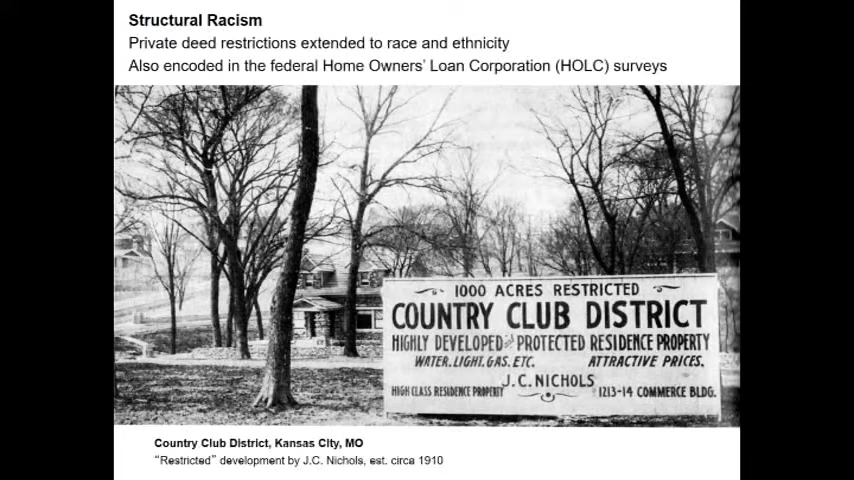 Structural Racism
Private deed restrictions extended to race and ethnicity
Also encoded in the federal Home Owners' Loan Corporation (HOLC) surveys
1000 ACRES RESTRICTED
COUNTRY CLUB DISTRICT
HIGHLY DEVELOPED AND PROTECTED RESIDENCE PROPERTY
WATER, LIGHT, GAS, ETC. ATTRACTIVE PRICES.
J.C. NICHOLS
HIGH CLASS RESIDENCE PROPERTY 1213-14 COMMERCE BLDG.
Country Club District, Kansas City, MO
"Restricted" development by J.C. Nichols, est. circa 1910